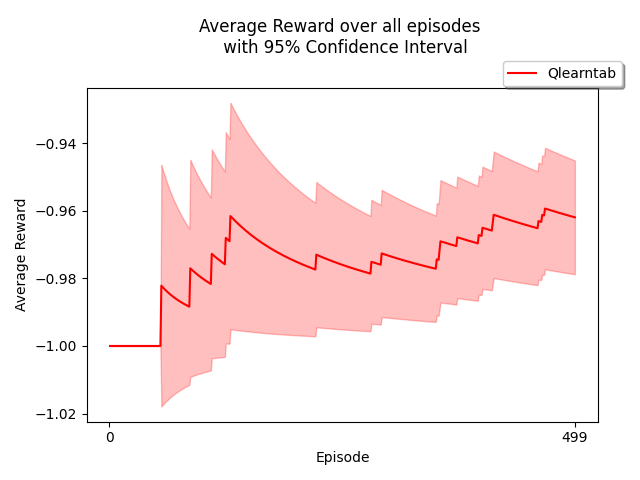 Average Reward over all episodes
with 95% Confidence Interval
Qlearntab
−0.94
−0.96
−0.98
−1.00
−1.02
Average Reward
0
499
Episode